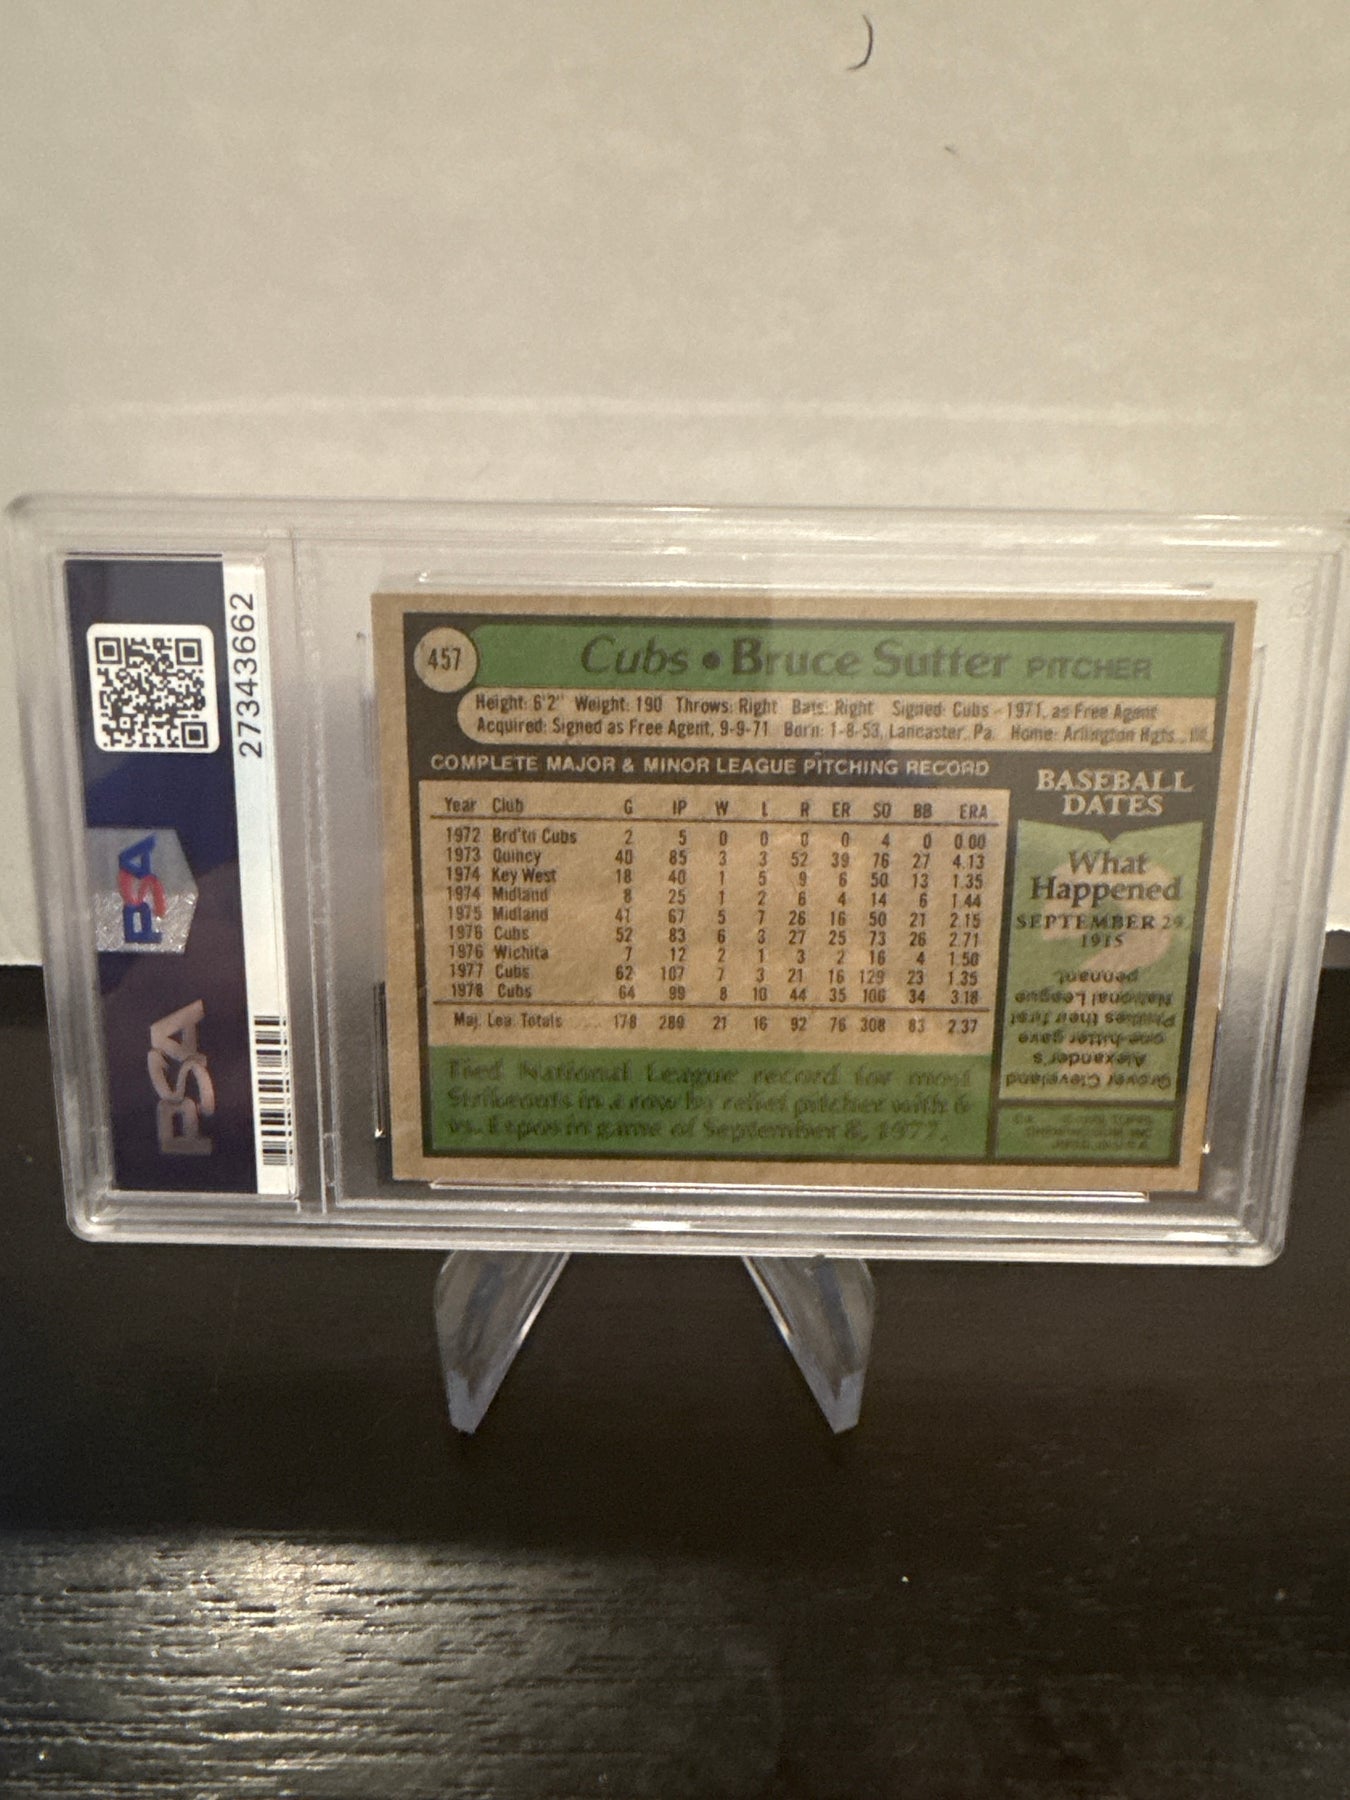 27343662
PSA
PSA
457
Cubs • Bruce Sutter PITCHER
Height: 6'2" Weight: 190 Throws: Right Bats: Right Signed: Cubs - 1971, as Free Agent
Acquired: Signed as Free Agent, 9-9-71 Born: 1-8-53, Lancaster, Pa. Home: Arlington Hgts., Ill.
COMPLETE MAJOR & MINOR LEAGUE PITCHING RECORD
Year Club G IP W L R ER SO BB ERA
1972 Brd'tn Cubs 2 5 0 0 0 0 4 0 0.00
1973 Quincy 40 85 3 3 52 39 76 27 4.13
1974 Key West 18 40 1 5 9 6 50 13 1.35
1974 Midland 8 25 1 2 6 4 14 6 1.44
1975 Midland 41 67 5 7 26 16 50 21 2.15
1976 Cubs 52 83 6 3 27 25 73 26 2.71
1976 Wichita 7 12 2 1 3 2 16 4 1.50
1977 Cubs 62 107 7 3 21 16 129 23 1.35
1978 Cubs 64 99 8 10 44 35 106 34 3.18
Maj. Lea. Totals 178 289 21 16 92 76 308 83 2.37
Tied National League record for most
Strikeouts in a row by relief pitcher with 6
vs. Expos in game of September 8, 1977.
BASEBALL
DATES
What
Happened
SEPTEMBER 29,
1915
Grover Cleveland
Alexander's
one-hitter gave
Phillies their first
National League
pennant